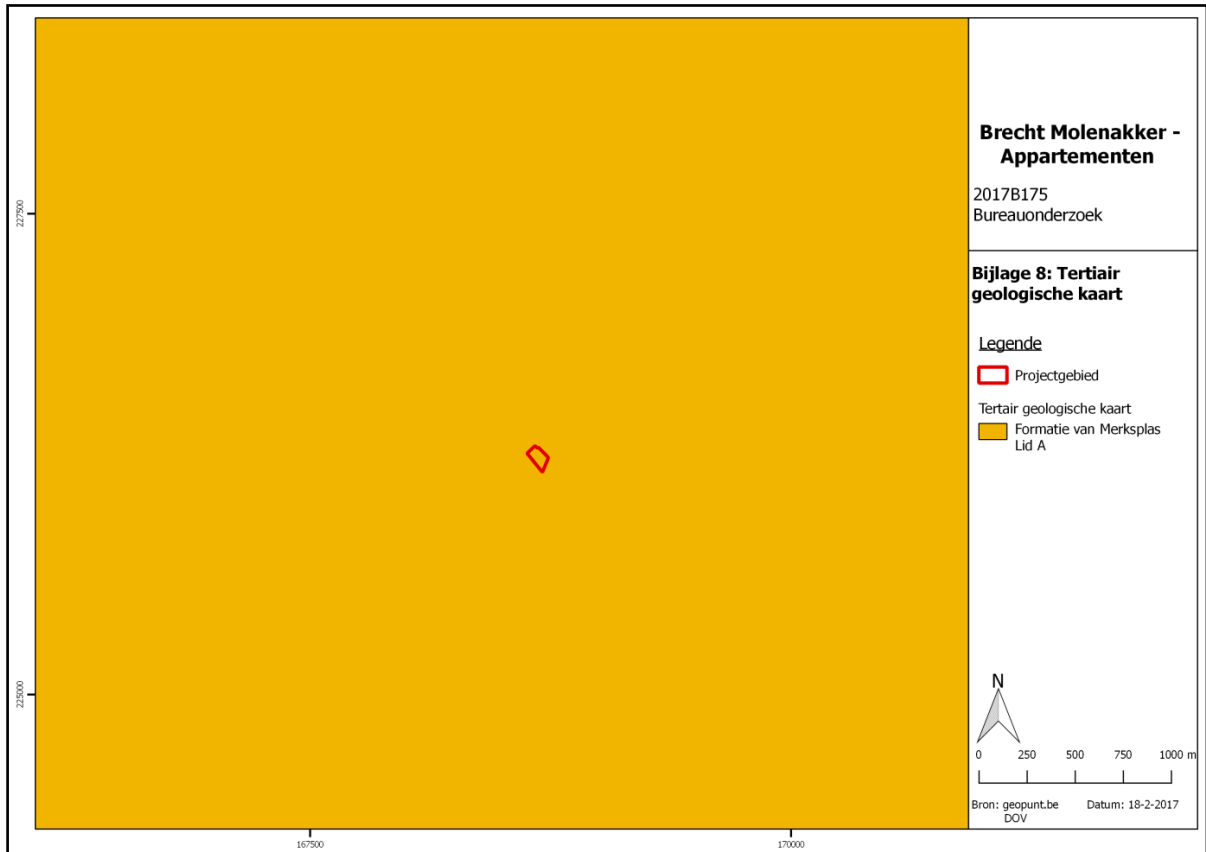 Brecht Molenakker -
Appartementen
2017B175
Bureauonderzoek
Bijlage 8: Tertiair
geologische kaart
Legende
Projectgebied
Tertair geologische kaart
Formatie van Merksplas
Lid A
N
0 250 500 750 1000 m
Bron: geopunt.be Datum: 18-2-2017
DOV
227500
225000
167500 170000